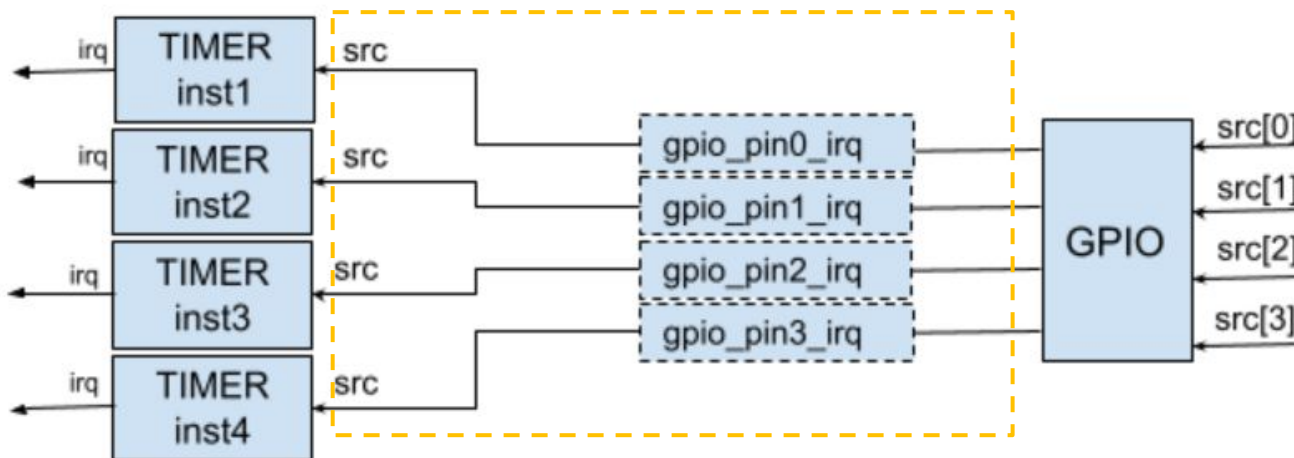 irq
TIMER
inst1
src
irq
TIMER
inst2
src
irq
TIMER
inst3
src
irq
TIMER
inst4
src
gpio_pin0_irq
gpio_pin1_irq
gpio_pin2_irq
gpio_pin3_irq
GPIO
src[0]
src[1]
src[2]
src[3]